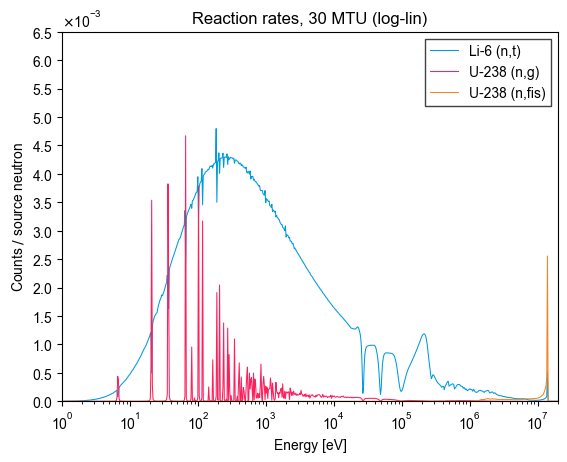 Reaction rates, 30 MTU (log-lin)
×10⁻³
6.5
6.0
5.5
5.0
4.5
4.0
3.5
3.0
2.5
2.0
1.5
1.0
0.5
0.0
Counts / source neutron
Li-6 (n,t)
U-238 (n,g)
U-238 (n,fis)
10⁰ 10¹ 10² 10³ 10⁴ 10⁵ 10⁶ 10⁷
Energy [eV]